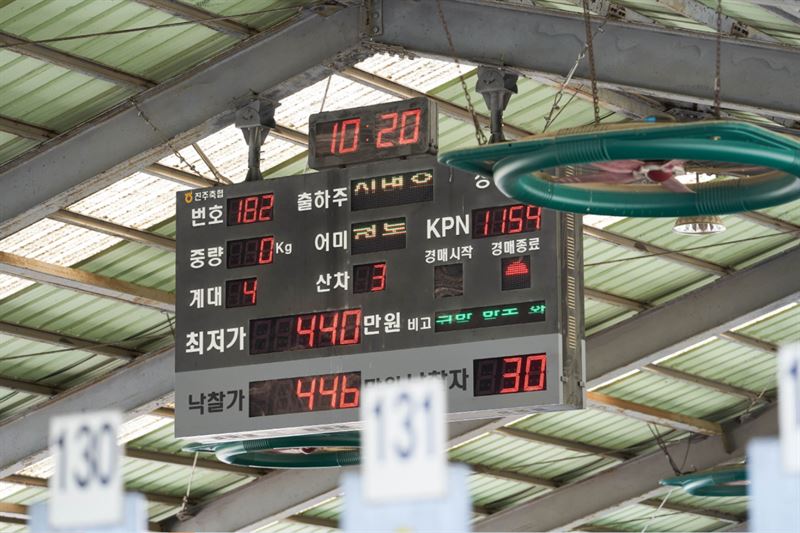 10:20
진주축협
번호 182 출하주
중량 0 Kg 어미 KPN 1154
경매시작 경매종료
계대 4 산차 3
최저가 440 만원 비고
낙찰가 446 30
130
131